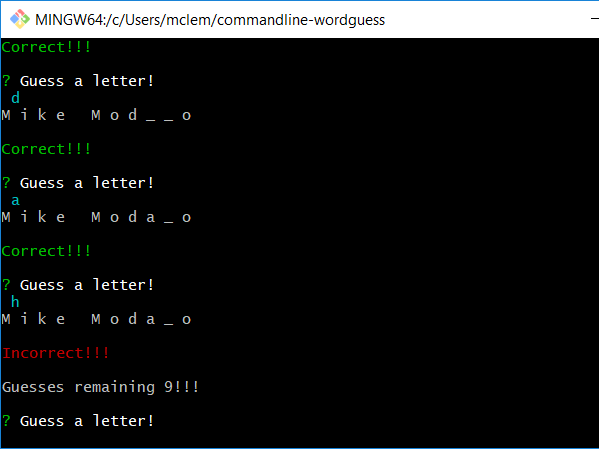 MINGW64:/c/Users/mclem/commandline-wordguess
Correct!!!
? Guess a letter!
d
M i k e   M o d _ _ o
Correct!!!
? Guess a letter!
a
M i k e   M o d a _ o
Correct!!!
? Guess a letter!
h
M i k e   M o d a _ o
Incorrect!!!
Guesses remaining 9!!!
? Guess a letter!